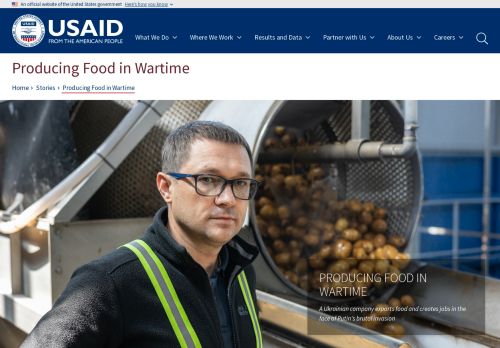 An official website of the United States government Here's how you know
USAID
FROM THE AMERICAN PEOPLE
What We Do
Where We Work
Results and Data
Partner with Us
About Us
Careers
Producing Food in Wartime
Home
Stories
Producing Food in Wartime
PRODUCING FOOD IN
WARTIME
A Ukrainian company exports food and creates jobs in the
face of Putin's brutal invasion